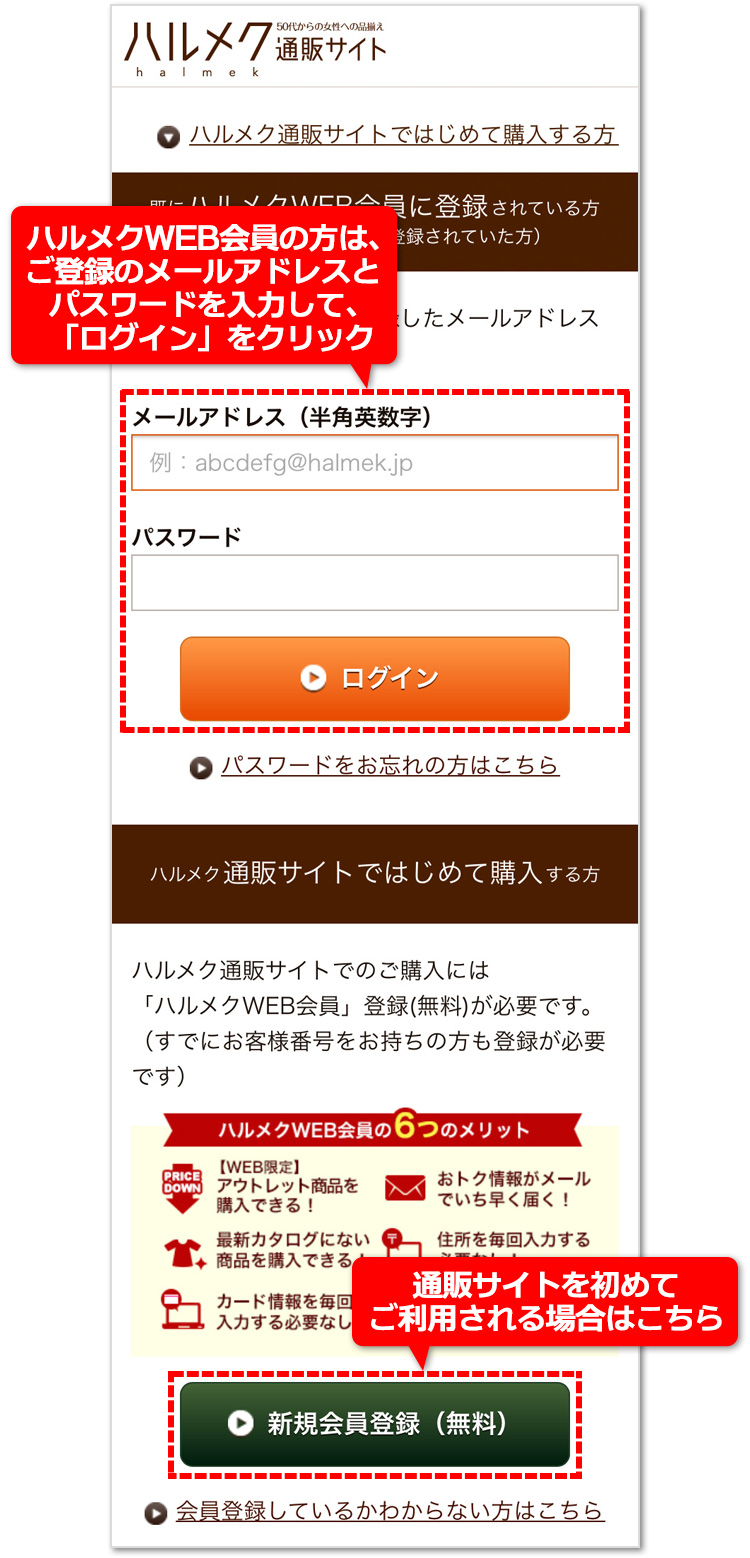 ハルメク 50代からの女性への品揃え
通販サイト
halmek
ハルメク通販サイトではじめて購入する方
既にハルメクWEB会員に登録されている方
登録されていた方）
ハルメクWEB会員の方は、
ご登録のメールアドレスと
パスワードを入力して、
「ログイン」をクリック
したメールアドレス
メールアドレス（半角英数字）
例：abcdefg@halmek.jp
パスワード
ログイン
パスワードをお忘れの方はこちら
ハルメク通販サイトではじめて購入する方
ハルメク通販サイトでのご購入には
「ハルメクWEB会員」登録(無料)が必要です。
（すでにお客様番号をお持ちの方も登録が必要
です）
ハルメクWEB会員の6つのメリット
PRICE
DOWN
【WEB限定】
アウトレット商品を
購入できる！
おトク情報がメール
でいち早く届く！
最新カタログにない
商品を購入できる！
〒
住所を毎回入力する
必要なし！
カード情報を毎回
入力する必要なし
通販サイトを初めて
ご利用される場合はこちら
新規会員登録（無料）
会員登録しているかわからない方はこちら